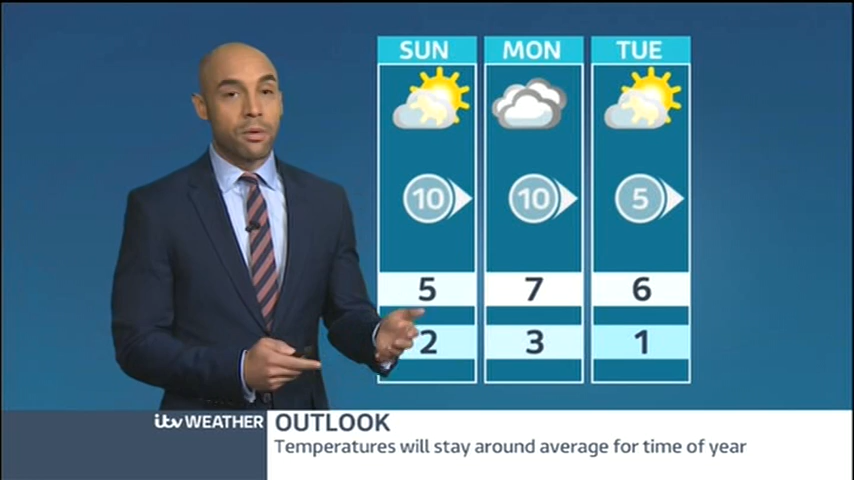 SUN MON TUE
10 10 5
5 7 6
2 3 1
itv WEATHER
OUTLOOK
Temperatures will stay around average for time of year